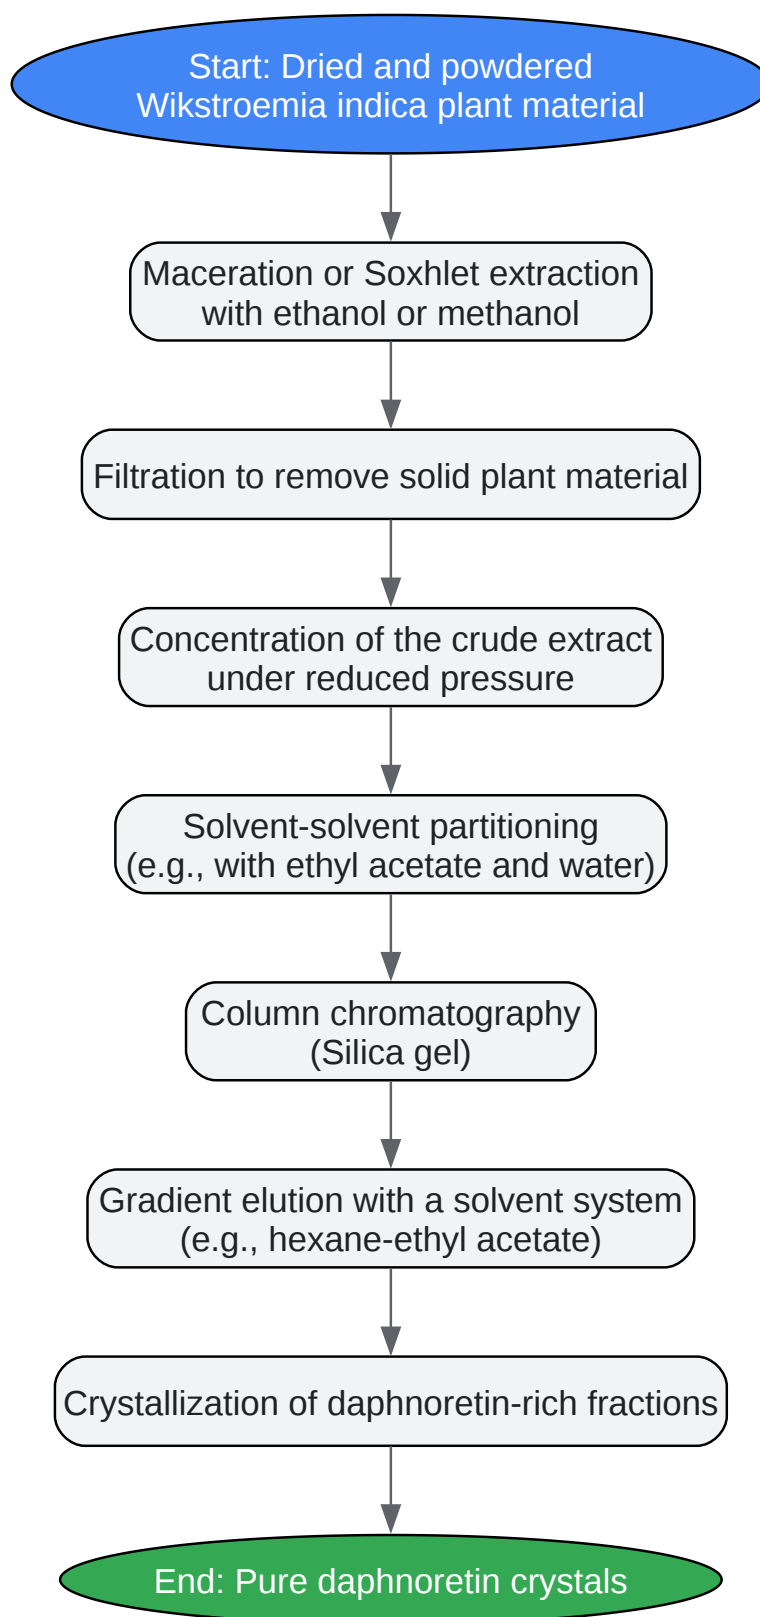 Start: Dried and powdered
Wikstroemia indica plant material
Maceration or Soxhlet extraction
with ethanol or methanol
Filtration to remove solid plant material
Concentration of the crude extract
under reduced pressure
Solvent-solvent partitioning
(e.g., with ethyl acetate and water)
Column chromatography
(Silica gel)
Gradient elution with a solvent system
(e.g., hexane-ethyl acetate)
Crystallization of daphnoretin-rich fractions
End: Pure daphnoretin crystals